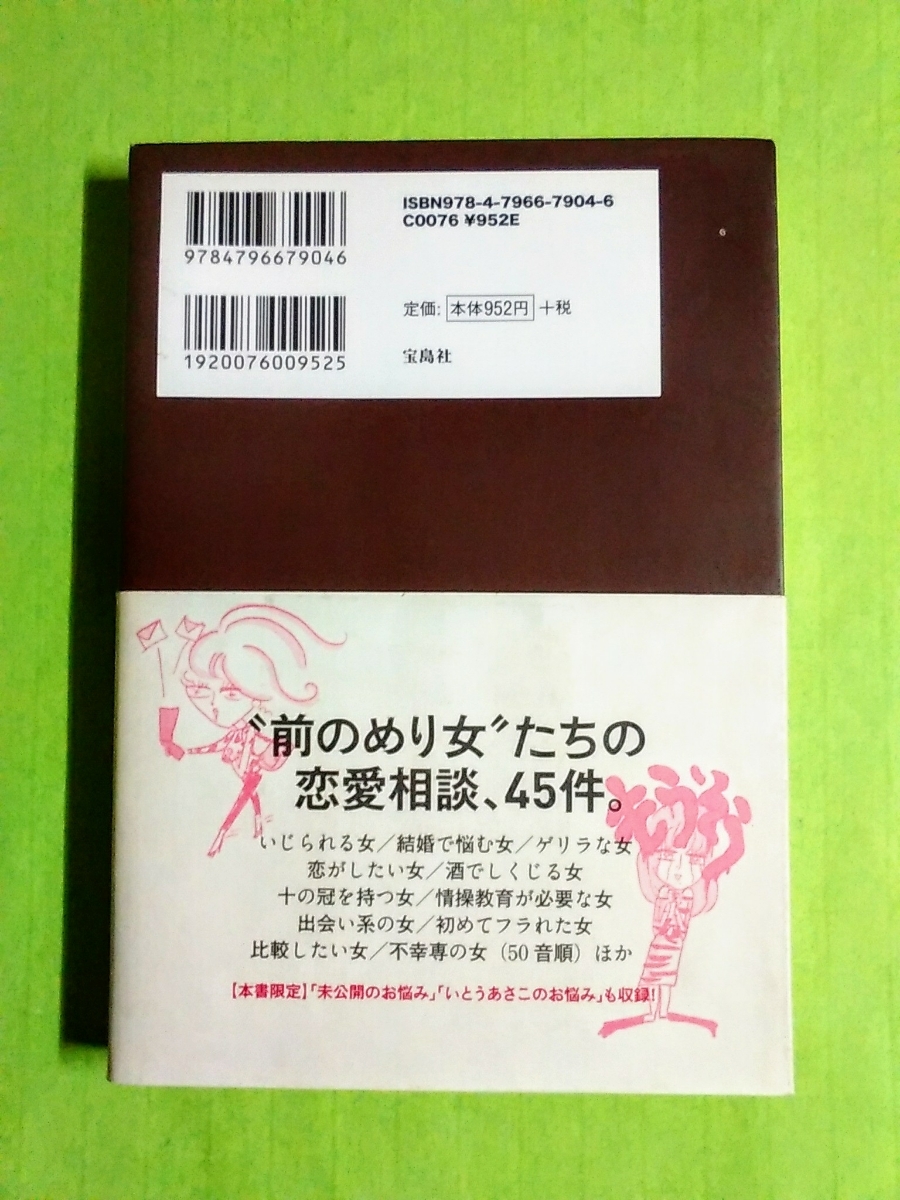 ISBN978-4-7966-7904-6
C0076 ¥952E
9784796679046
定価: 本体952円 +税
1920076009525
宝島社
〝前のめり女〟たちの
恋愛相談、45件。
いじられる女／結婚で悩む女／ゲリラな女
恋がしたい女／酒でしくじる女
十の冠を持つ女／情操教育が必要な女
出会い系の女／初めてフラれた女
比較したい女／不幸専の女（50音順）ほか
【本書限定】「未公開のお悩み」「いとうあさこのお悩み」も収録!